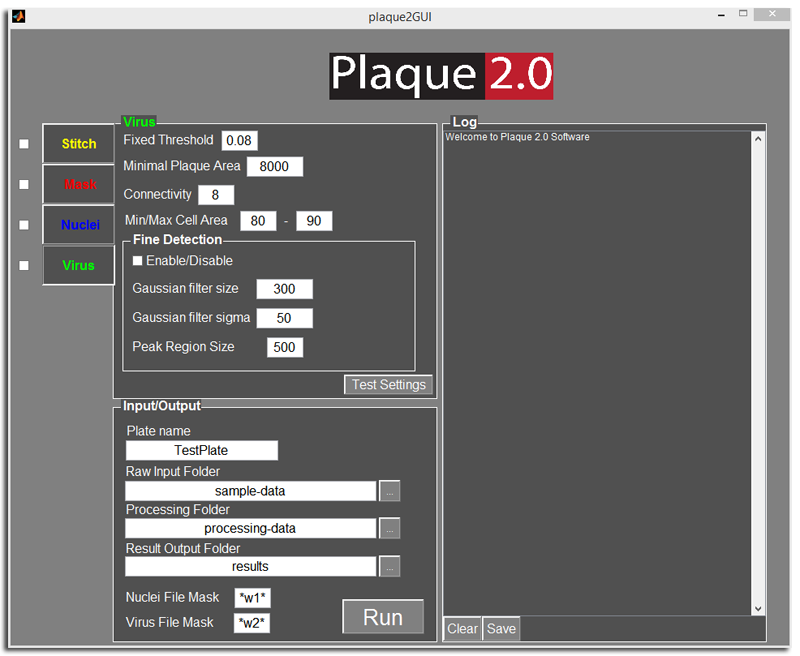 plaque2GUI
Plaque 2.0
Stitch
Mask
Nuclei
Virus
Virus
Fixed Threshold 0.08
Minimal Plaque Area 8000
Connectivity 8
Min/Max Cell Area 80 - 90
Fine Detection
Enable/Disable
Gaussian filter size 300
Gaussian filter sigma 50
Peak Region Size 500
Test Settings
Input/Output
Plate name
TestPlate
Raw Input Folder
sample-data ...
Processing Folder
processing-data ...
Result Output Folder
results ...
Nuclei File Mask *w1*
Virus File Mask *w2*
Run
Log
Welcome to Plaque 2.0 Software
Clear Save